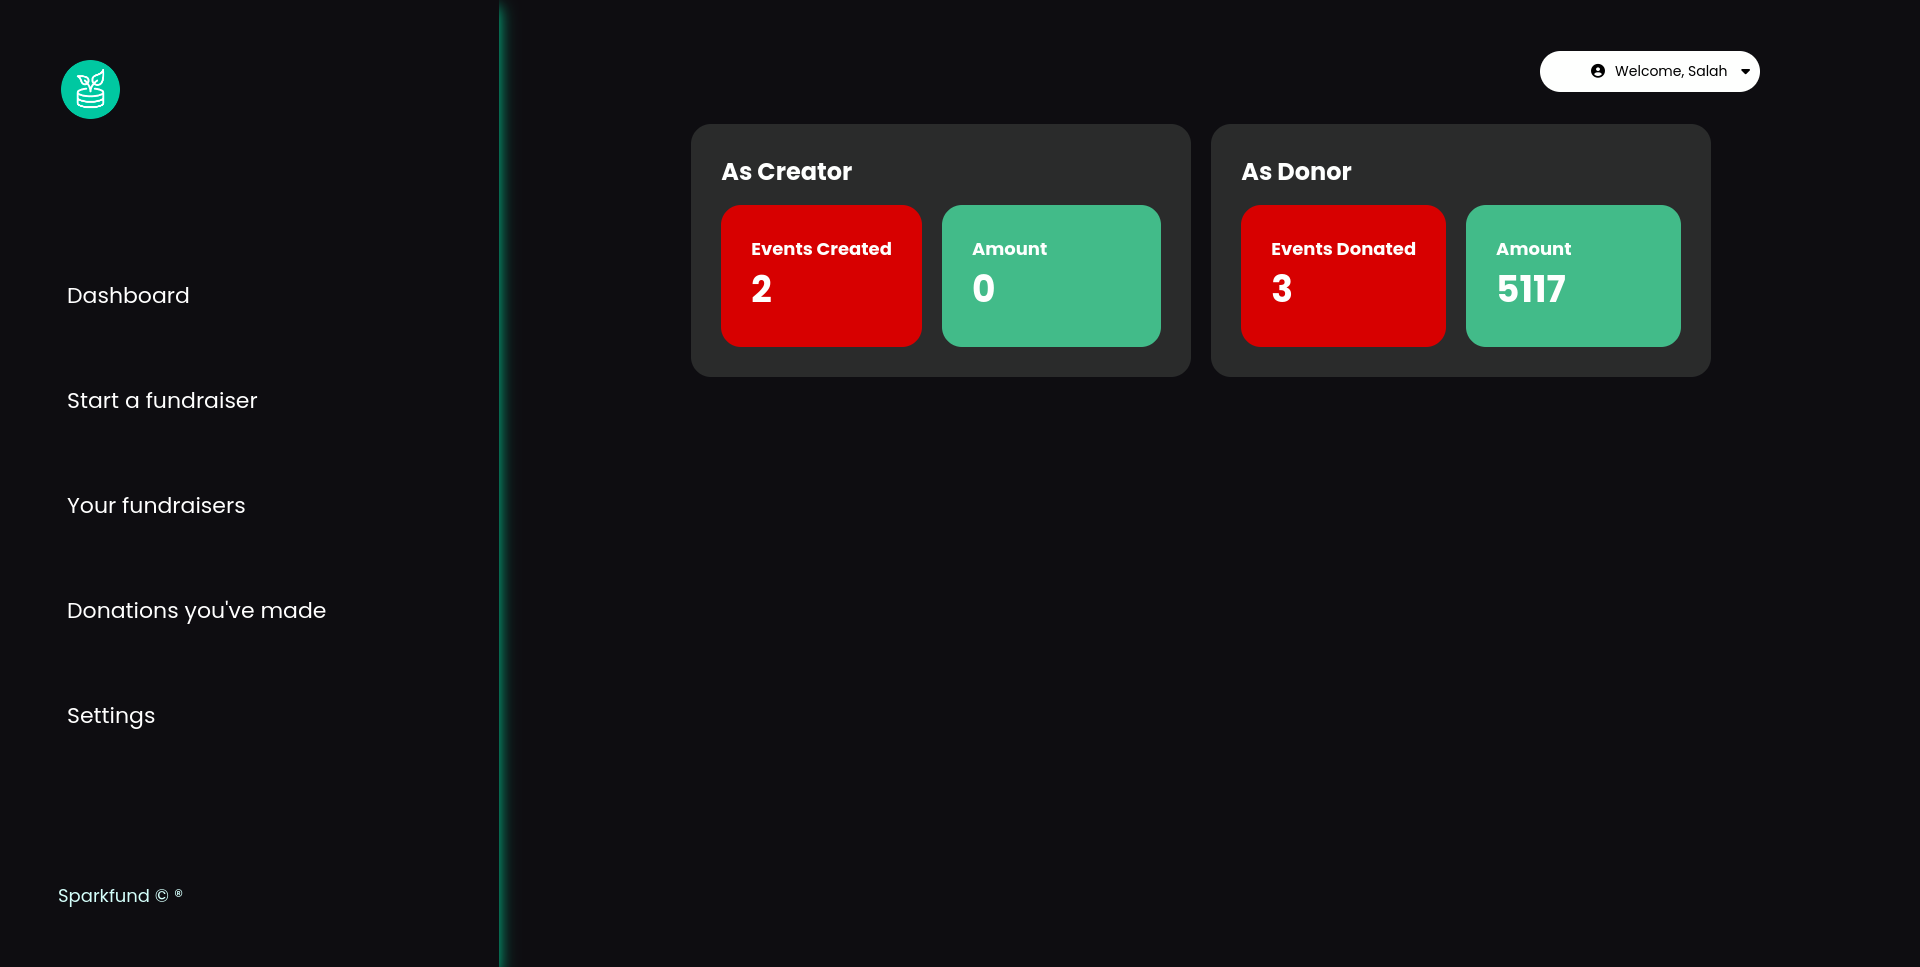 Welcome, Salah
Dashboard
Start a fundraiser
Your fundraisers
Donations you've made
Settings
Sparkfund © ®
As Creator
Events Created
2
Amount
0
As Donor
Events Donated
3
Amount
5117